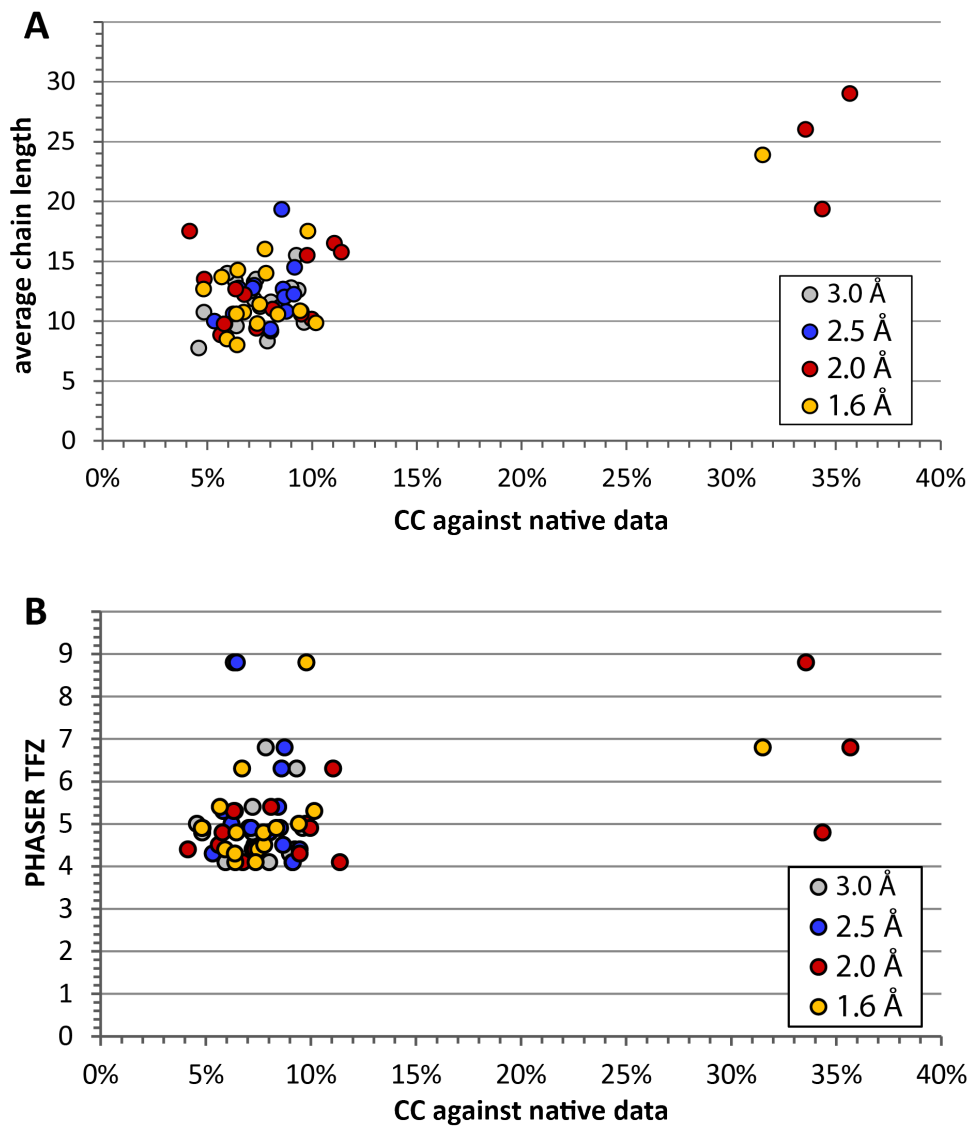 A
average chain length
30
25
20
15
10
5
0
3.0 Å
2.5 Å
2.0 Å
1.6 Å
0% 5% 10% 15% 20% 25% 30% 35% 40%
CC against native data
B
PHASER TFZ
9
8
7
6
5
4
3
2
1
0
3.0 Å
2.5 Å
2.0 Å
1.6 Å
0% 5% 10% 15% 20% 25% 30% 35% 40%
CC against native data